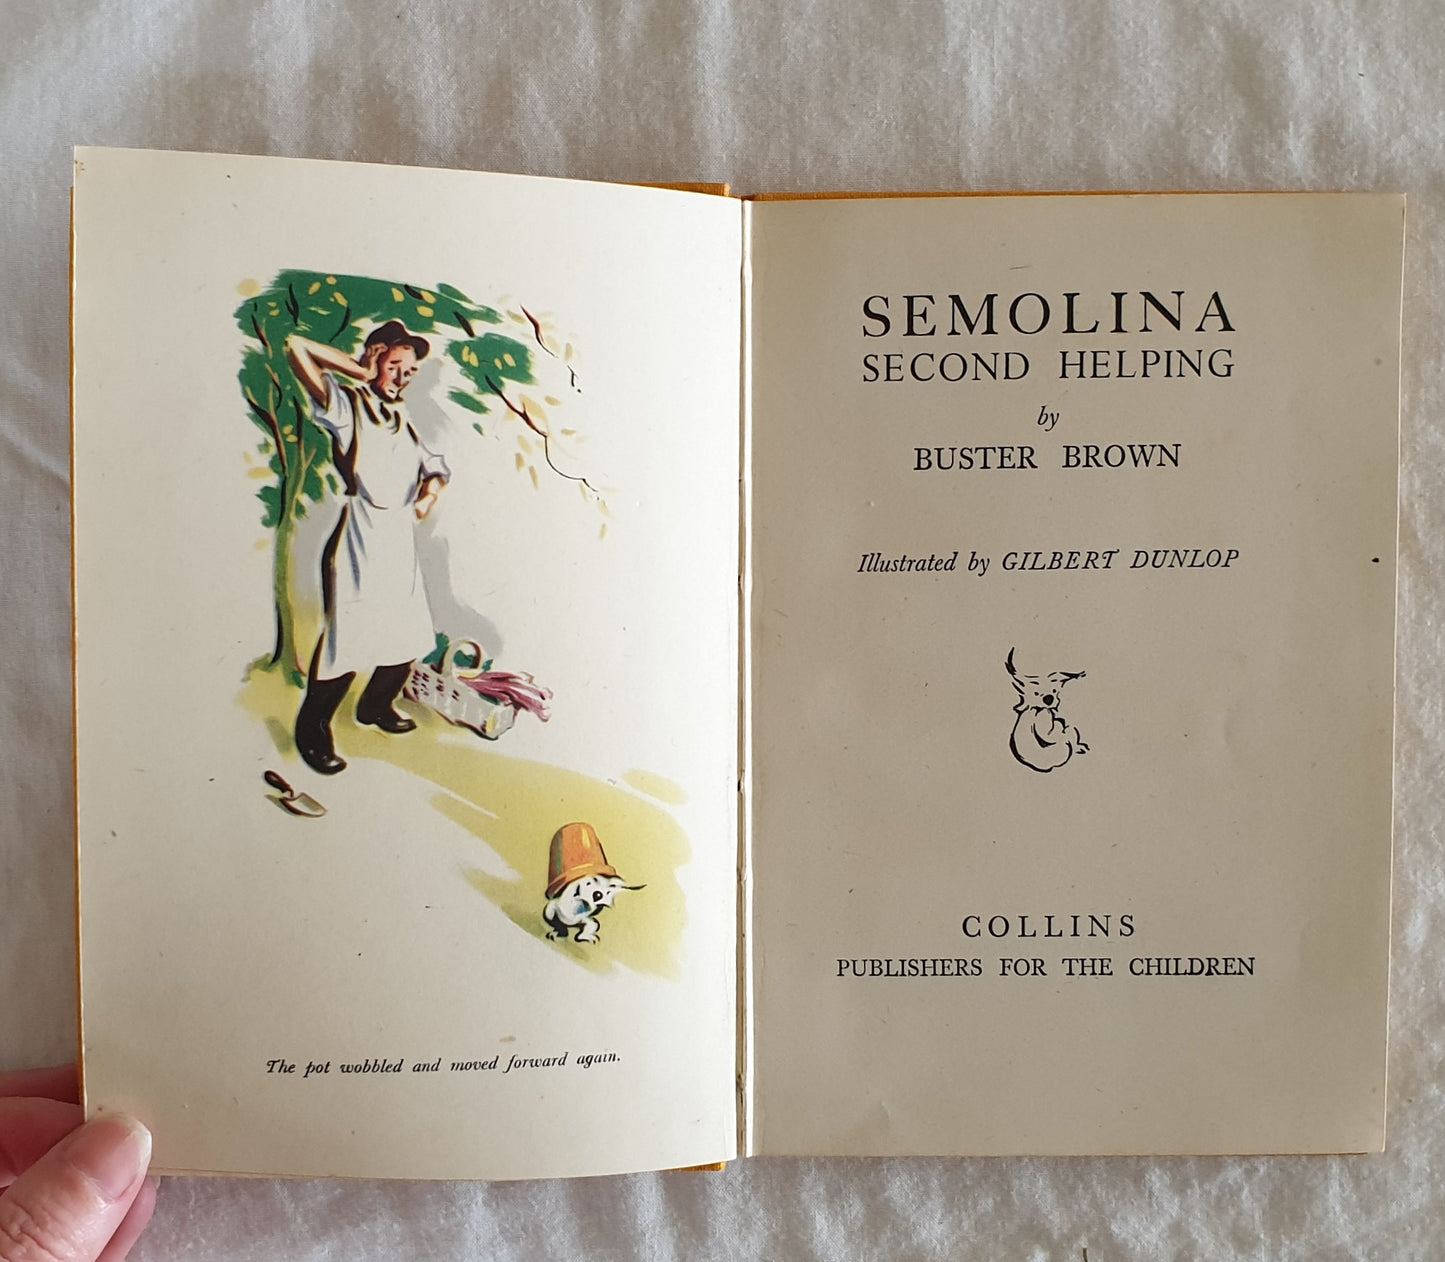 The pot wobbled and moved forward again.
SEMOLINA
SECOND HELPING
by
BUSTER BROWN
Illustrated by GILBERT DUNLOP
COLLINS
PUBLISHERS FOR THE CHILDREN